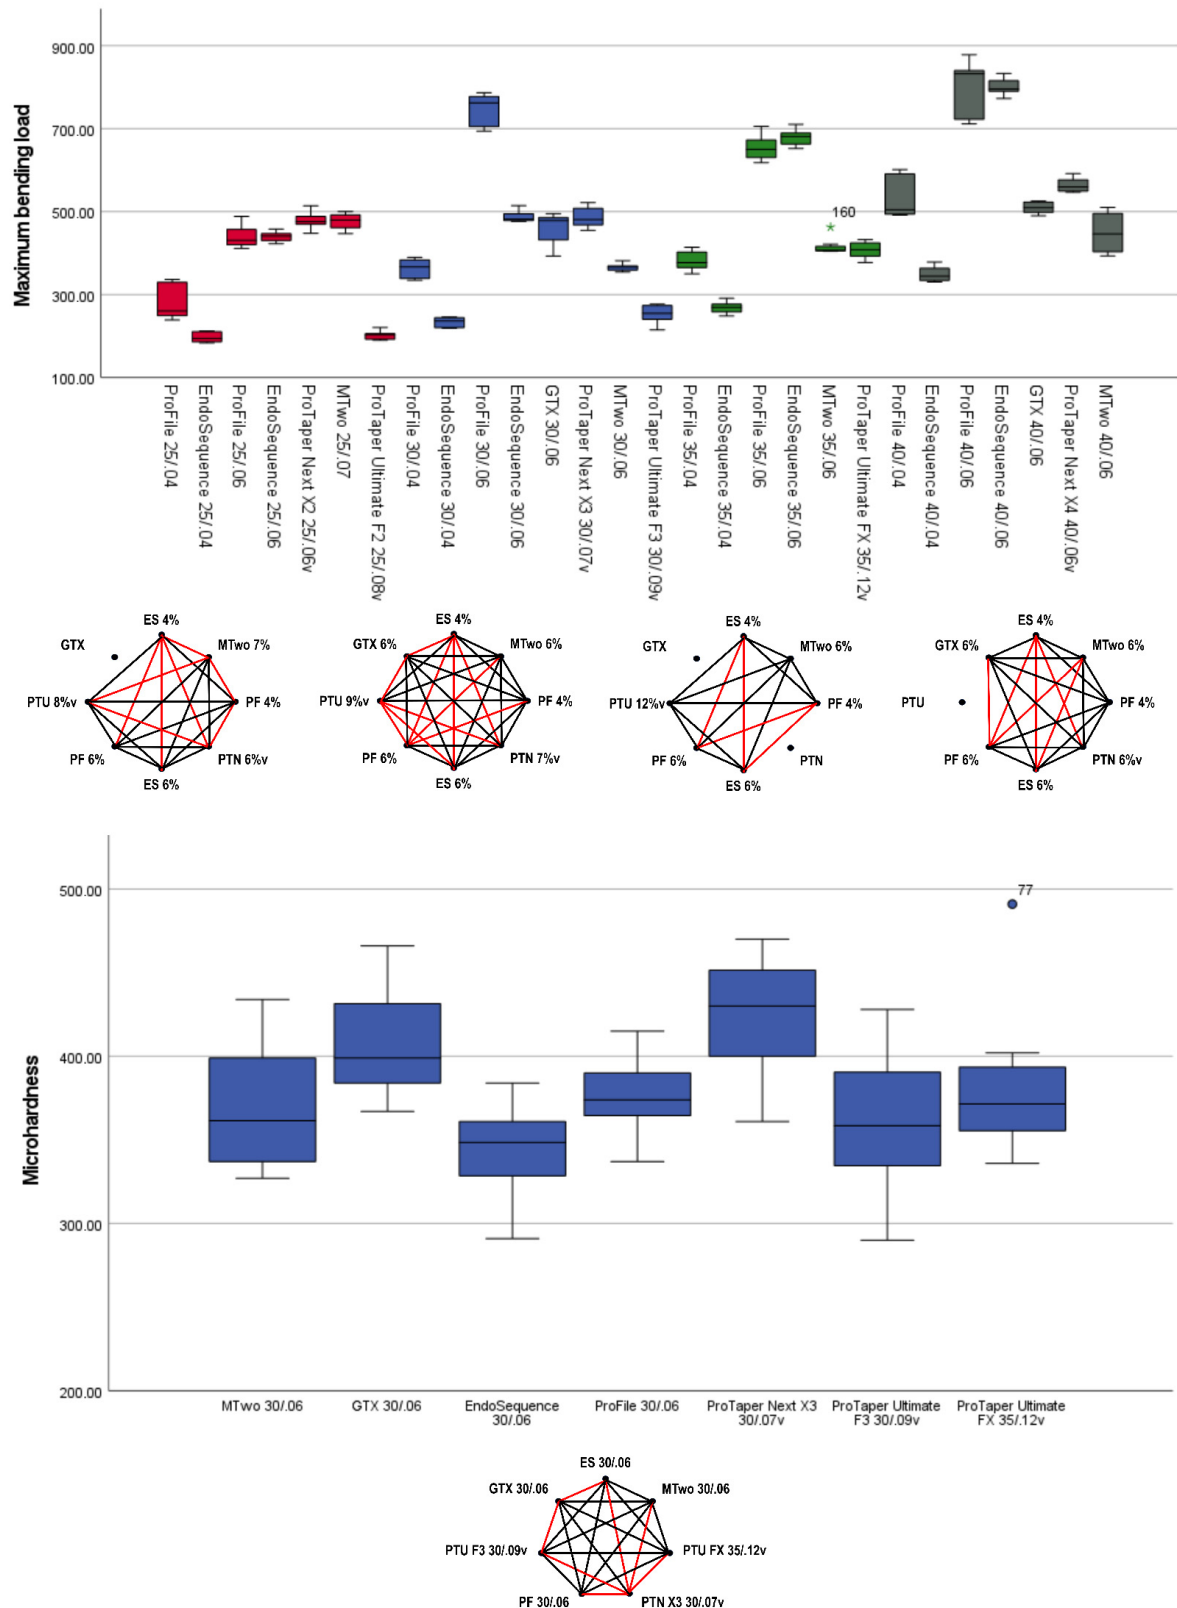 Maximum bending load
900.00
700.00
500.00
300.00
100.00
160
ProFile 25/.04
EndoSequence 25/.04
ProFile 25/.06
EndoSequence 25/.06
ProTaper Next X2 25/.06v
MTwo 25/.07
ProTaper Ultimate F2 25/.08v
ProFile 30/.04
EndoSequence 30/.04
ProFile 30/.06
EndoSequence 30/.06
GTX 30/.06
ProTaper Next X3 30/.07v
MTwo 30/.06
ProTaper Ultimate F3 30/.09v
ProFile 35/.04
EndoSequence 35/.04
ProFile 35/.06
EndoSequence 35/.06
MTwo 35/.06
ProTaper Ultimate FX 35/.12v
ProFile 40/.04
EndoSequence 40/.04
ProFile 40/.06
EndoSequence 40/.06
GTX 40/.06
ProTaper Next X4 40/.06v
MTwo 40/.06
ES 4%
GTX
MTwo 7%
PTU 8%v
PF 4%
PF 6%
PTN 6%v
ES 6%
ES 4%
GTX 6%
MTwo 6%
PTU 9%v
PF 4%
PF 6%
PTN 7%v
ES 6%
ES 4%
GTX
MTwo 6%
PTU 12%v
PF 4%
PF 6%
PTN
ES 6%
ES 4%
GTX 6%
MTwo 6%
PTU
PF 4%
PF 6%
PTN 6%v
ES 6%
Microhardness
500.00
400.00
300.00
200.00
77
MTwo 30/.06
GTX 30/.06
EndoSequence
30/.06
ProFile 30/.06
ProTaper Next X3
30/.07v
ProTaper Ultimate
F3 30/.09v
ProTaper Ultimate
FX 35/.12v
ES 30/.06
GTX 30/.06
MTwo 30/.06
PTU F3 30/.09v
PTU FX 35/.12v
PF 30/.06
PTN X3 30/.07v